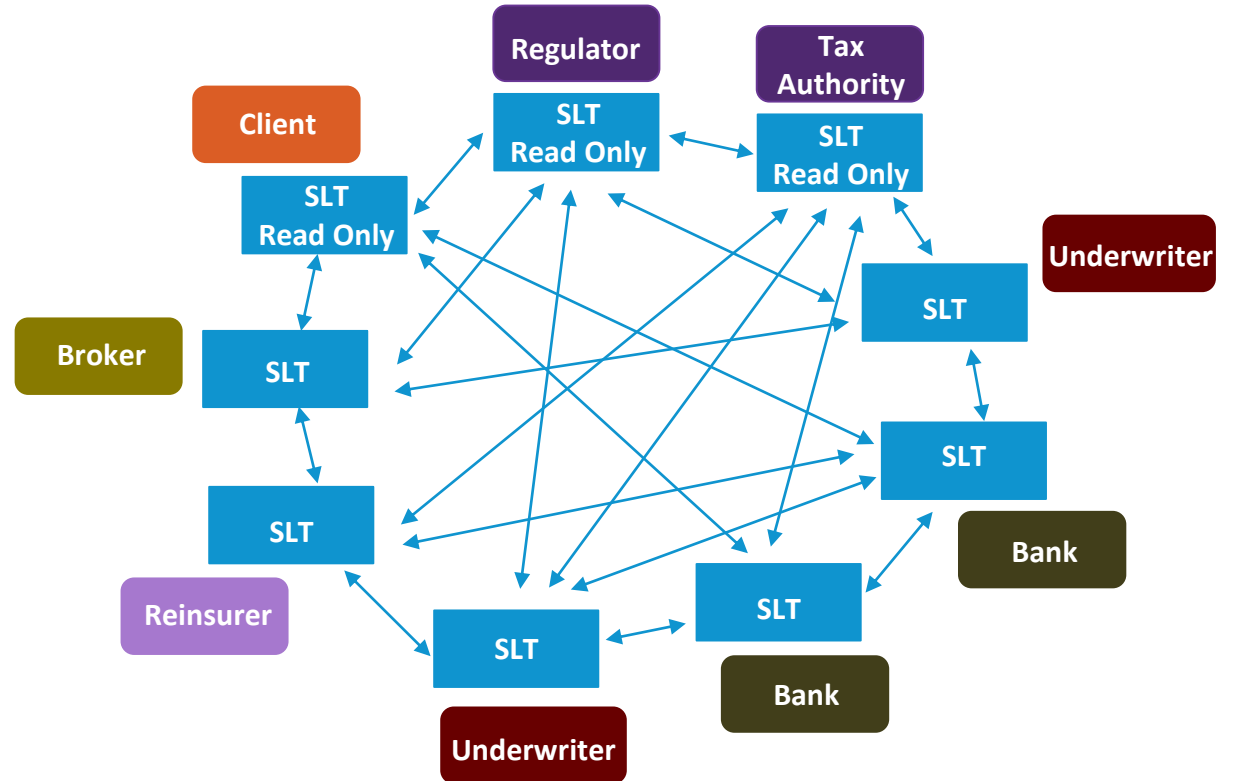 Regulator
Tax
Authority
Client
SLT
Read Only
SLT
Read Only
SLT
Read Only
Underwriter
SLT
Broker
SLT
SLT
Bank
SLT
Reinsurer
SLT
Bank
SLT
Underwriter